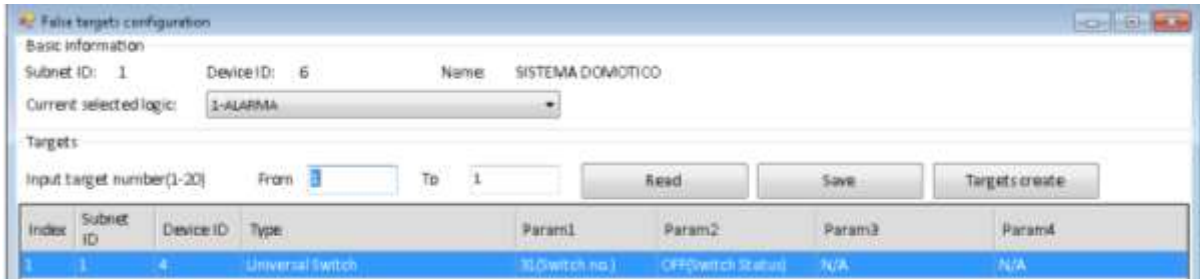 False targets configuration
Basic information
Subnet ID: 1 Device ID: 6 Name: SISTEMA DOMOTICO
Current selected logic: 1-ALARMA
Targets
Input target number(1-20) From 1 To 1 Read Save Targets create
Index Subnet ID Device ID Type Param1 Param2 Param3 Param4
1 1 4 Universal Switch 31(Switch no.) OFF(Switch Status) N/A N/A